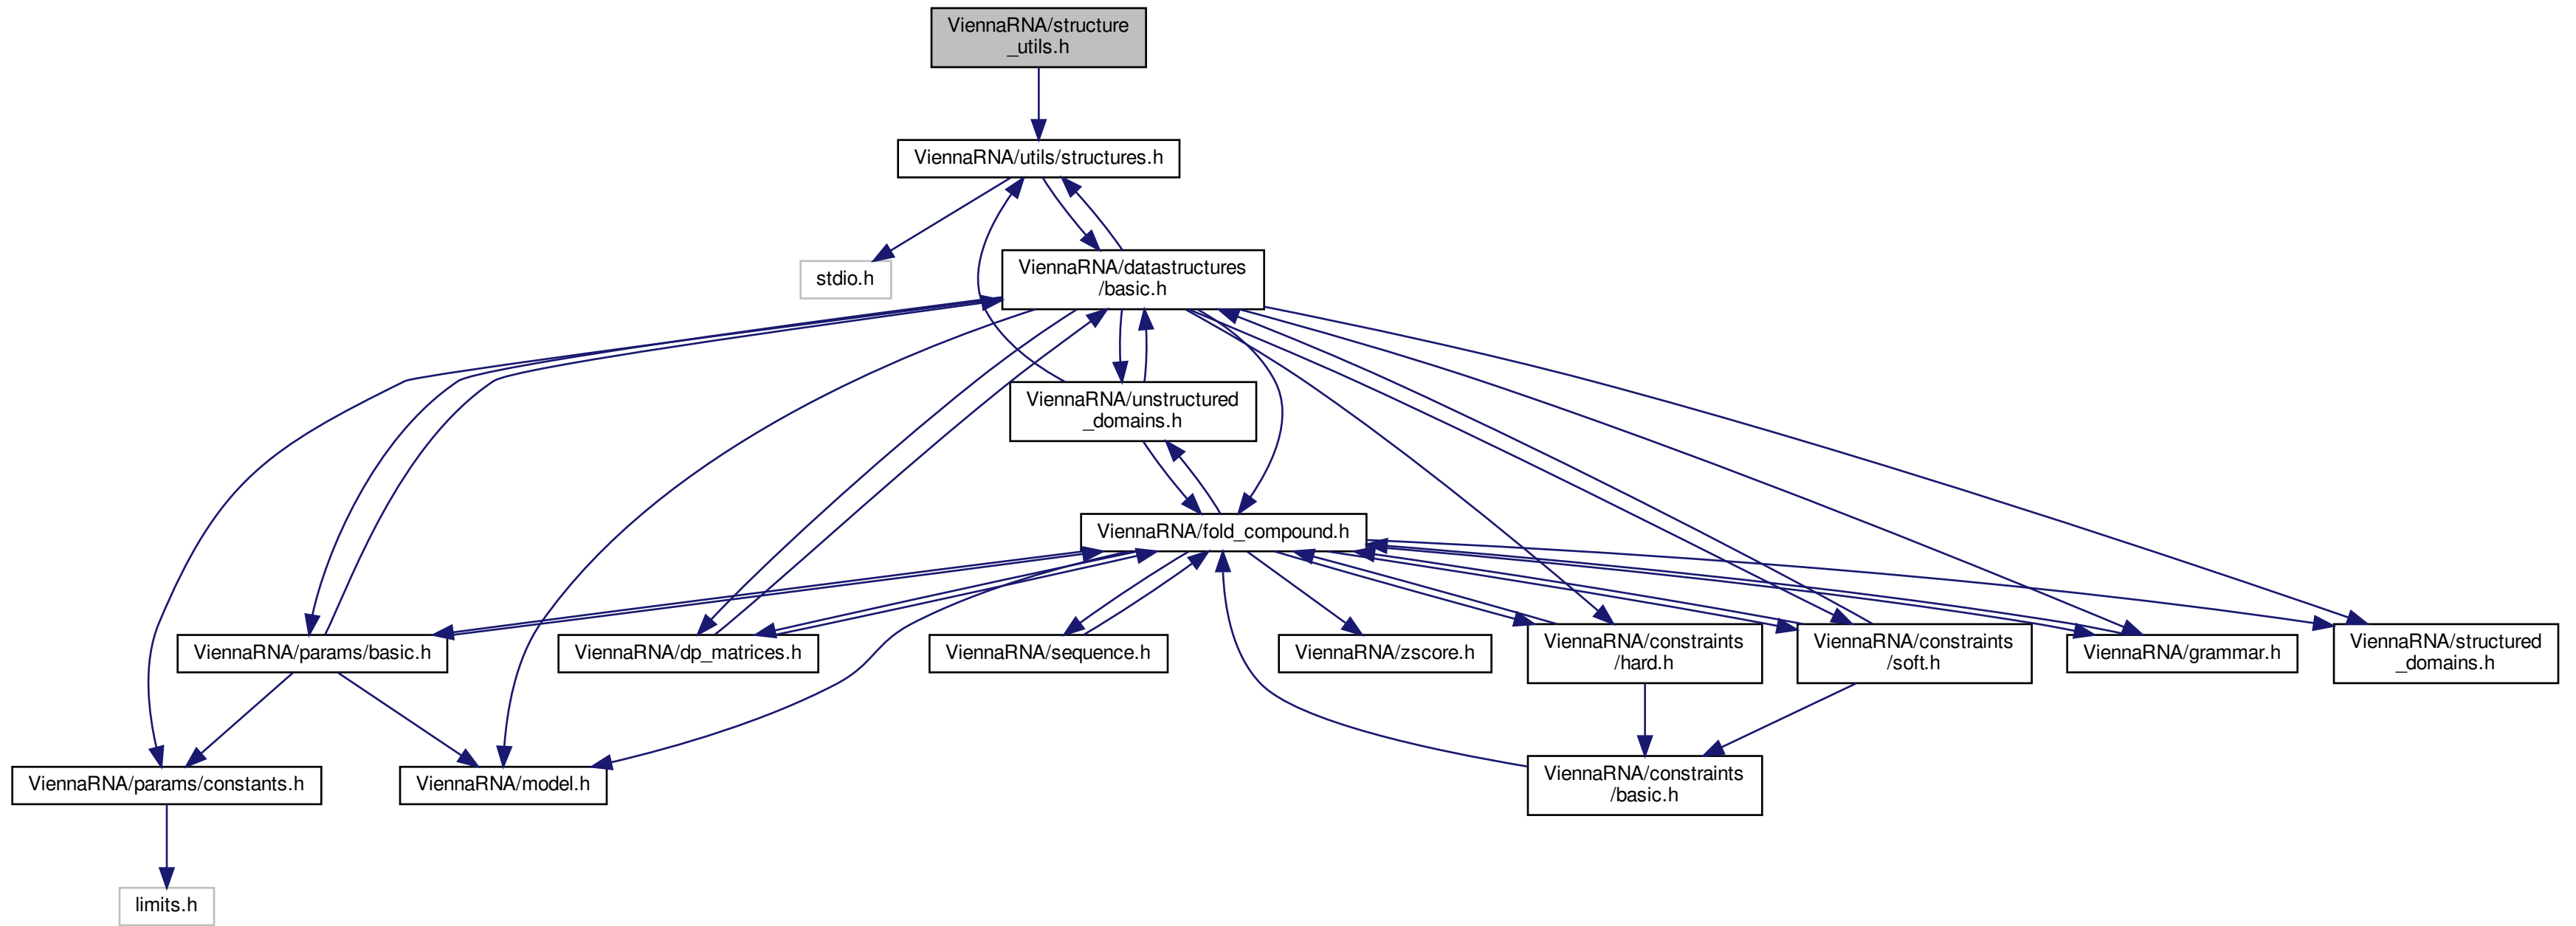 ViennaRNA/structure
_utils.h
ViennaRNA/utils/structures.h
stdio.h
ViennaRNA/datastructures
/basic.h
ViennaRNA/unstructured
_domains.h
ViennaRNA/fold_compound.h
ViennaRNA/params/basic.h
ViennaRNA/dp_matrices.h
ViennaRNA/sequence.h
ViennaRNA/zscore.h
ViennaRNA/constraints
/hard.h
ViennaRNA/constraints
/soft.h
ViennaRNA/grammar.h
ViennaRNA/structured
_domains.h
ViennaRNA/params/constants.h
ViennaRNA/model.h
ViennaRNA/constraints
/basic.h
limits.h